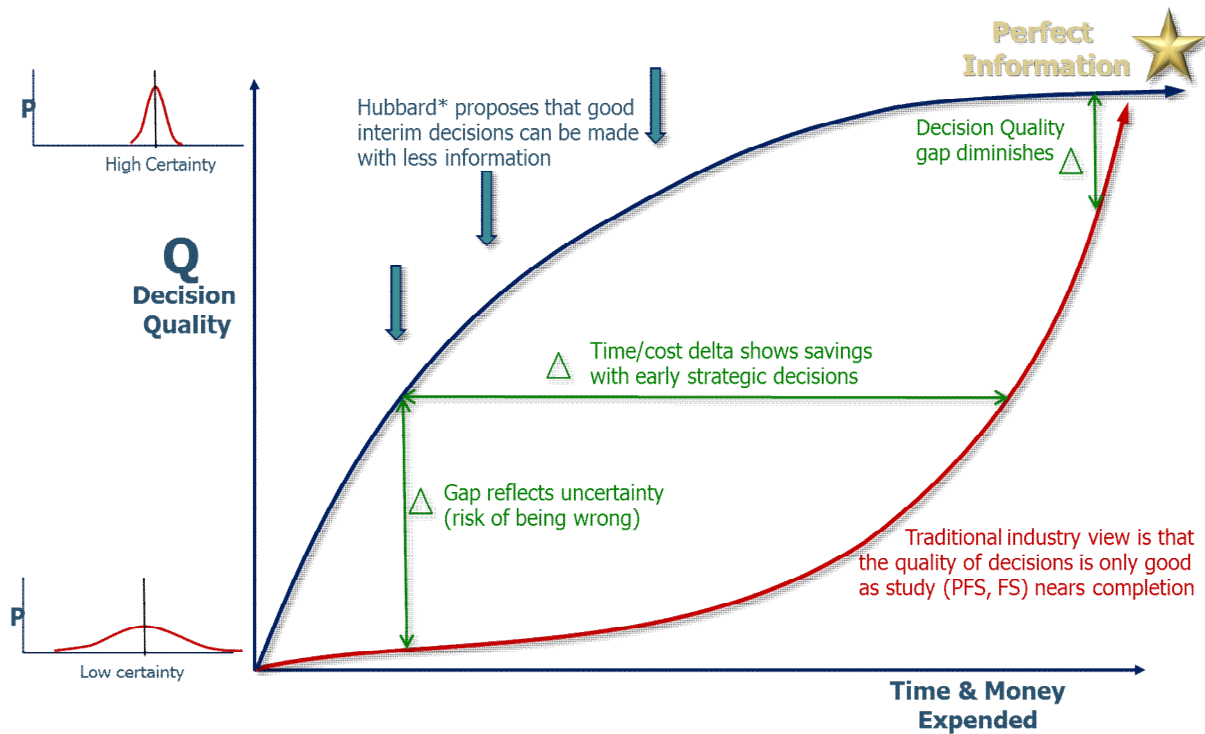 Perfect
Information
P
High Certainty
Hubbard* proposes that good
interim decisions can be made
with less information
Decision Quality
gap diminishes
Δ
Q
Decision
Quality
Δ
Time/cost delta shows savings
with early strategic decisions
Δ
Gap reflects uncertainty
(risk of being wrong)
Traditional industry view is that
the quality of decisions is only good
as study (PFS, FS) nears completion
P
Low certainty
Time & Money
Expended